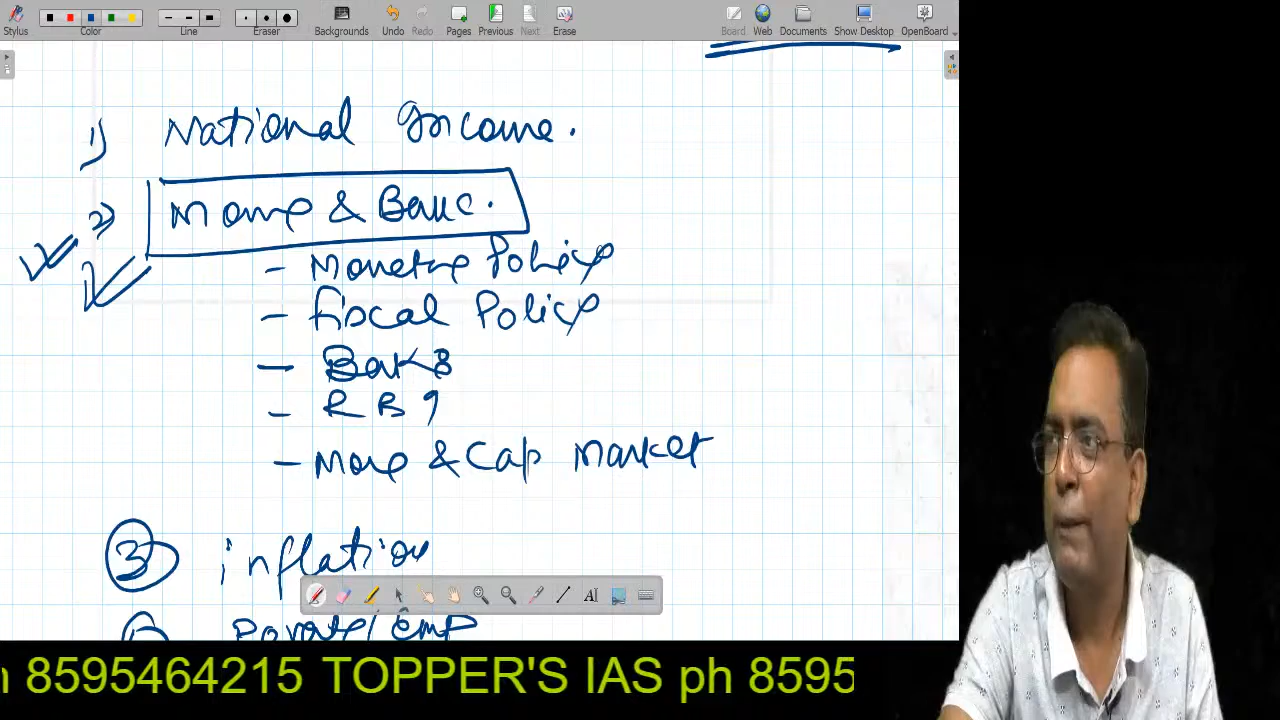 Stylus Color Line Eraser Backgrounds Undo Redo Pages Previous Next Erase Board Web Documents Show Desktop OpenBoard
1) National Income.
2) Money & Bank.
- Monetary Policy
- Fiscal Policy
- Banks
- RBI
- Money & Cap Market
3 inflation
8595464215 TOPPER'S IAS ph 8595